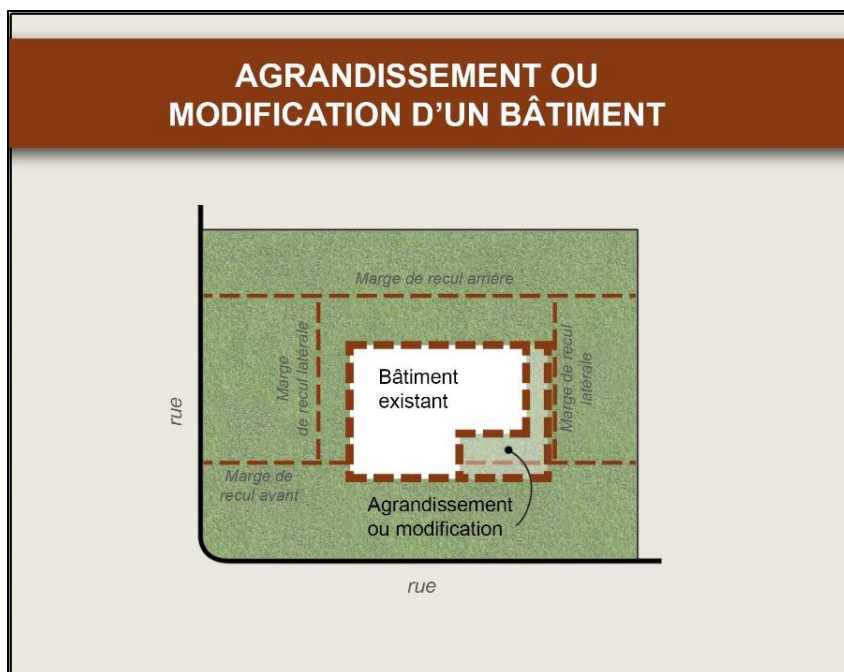 AGRANDISSEMENT OU
MODIFICATION D'UN BÂTIMENT
Marge de recul arrière
Marge
de recul latérale
Bâtiment
existant
Marge de recul
latérale
rue
Marge de
recul avant
Agrandissement
ou modification
rue